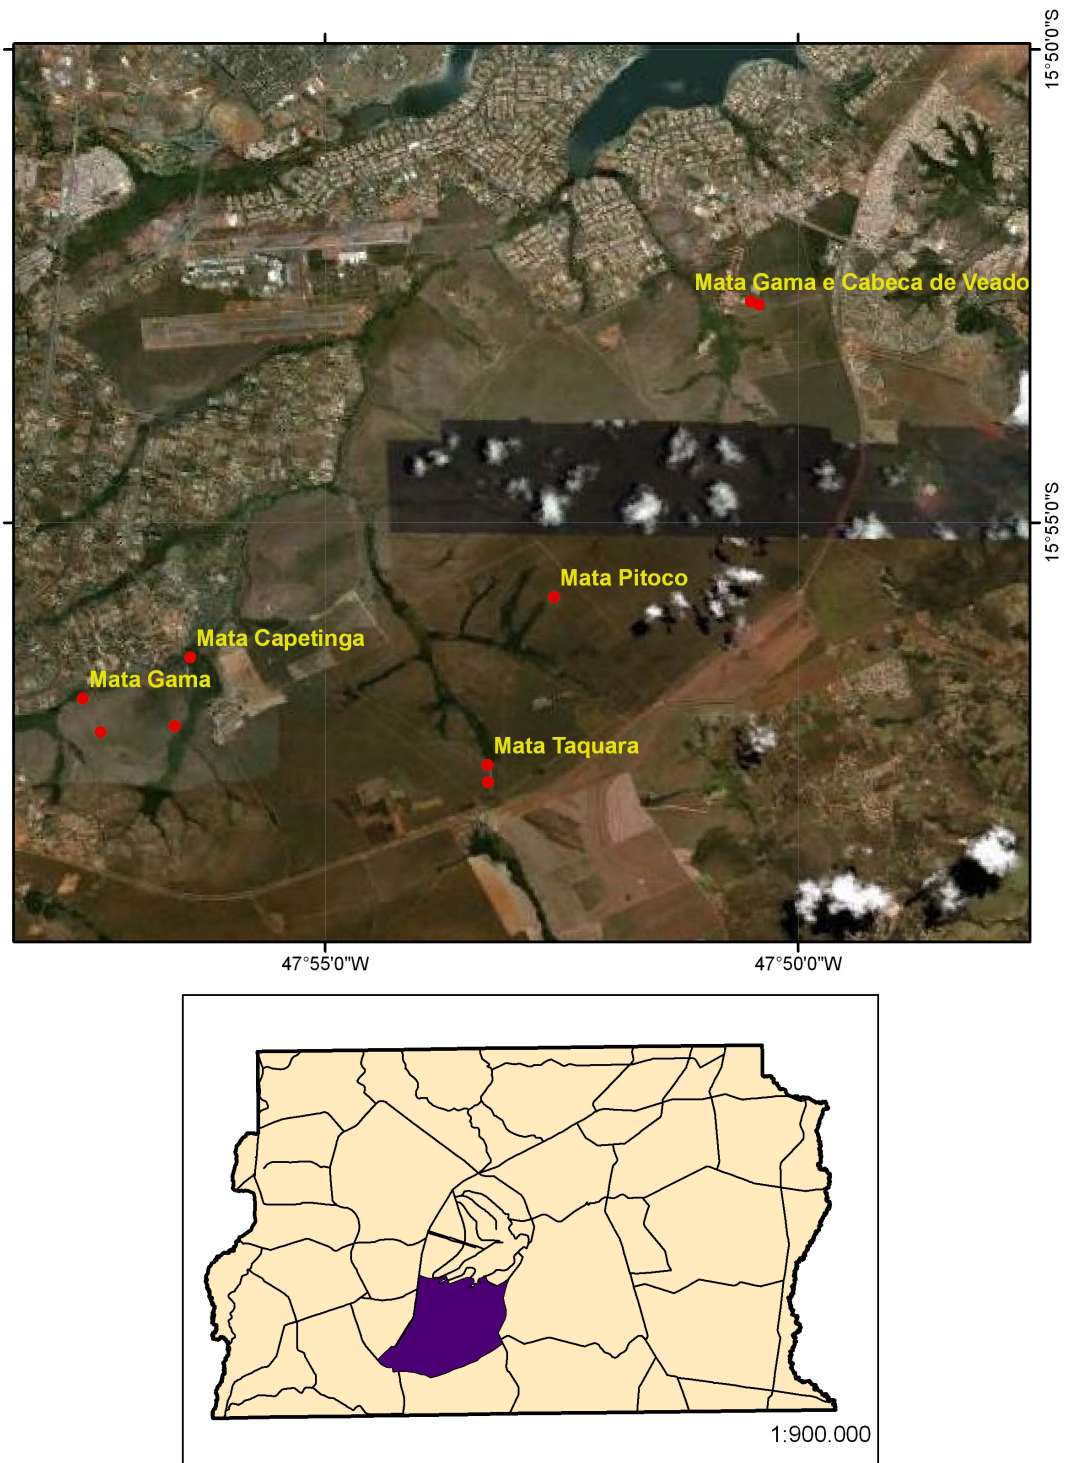 15°50'0"S
Mata Gama e Cabeca de Veado
15°55'0"S
Mata Pitoco
Mata Capetinga
Mata Gama
Mata Taquara
47°55'0"W
47°50'0"W
1:900.000